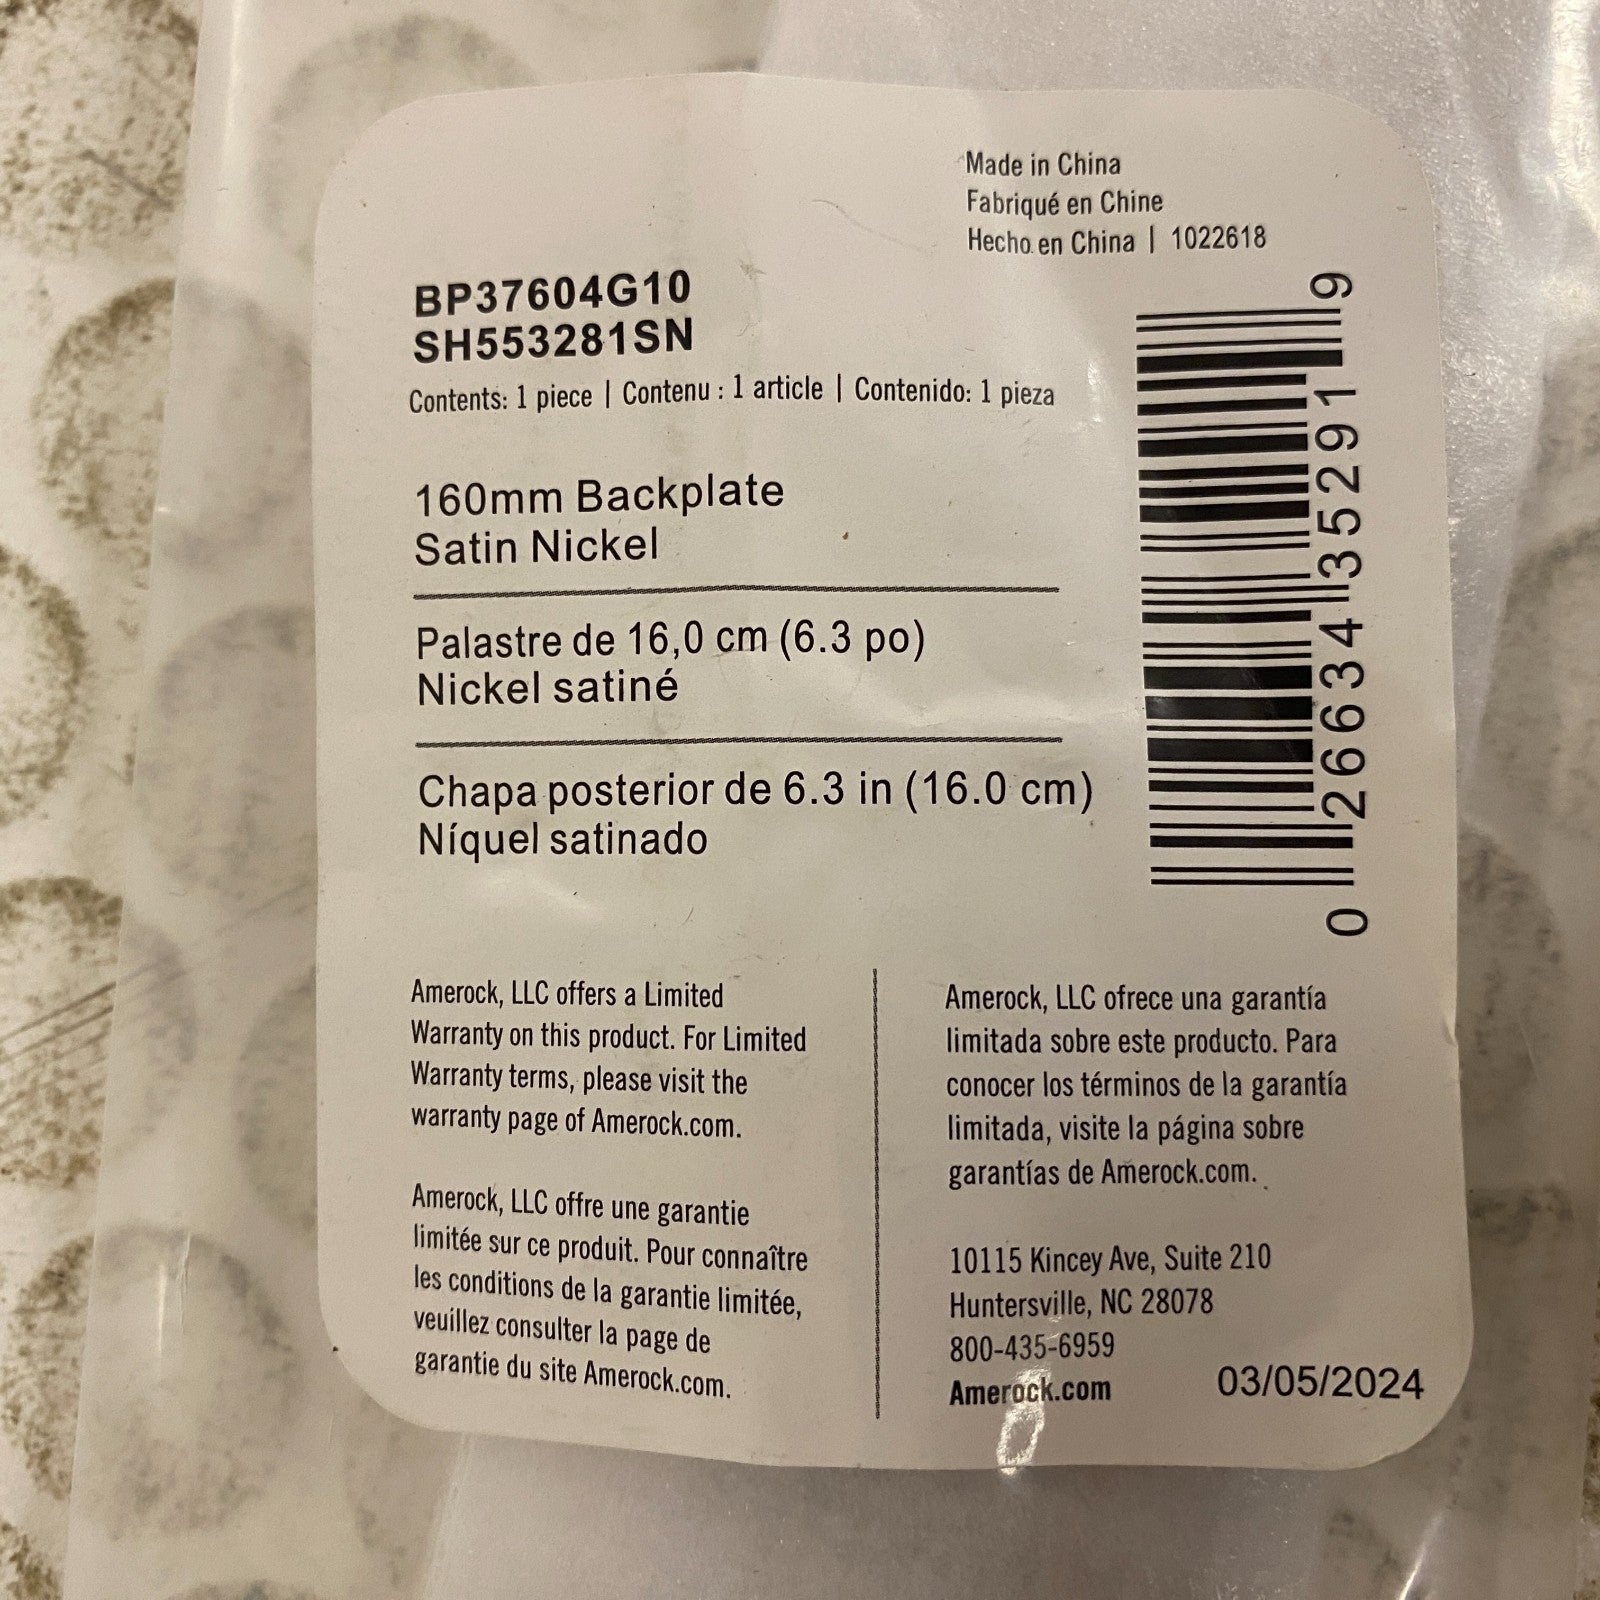 Made in China
Fabriqué en Chine
Hecho en China | 1022618
BP37604G10
SH553281SN
Contents: 1 piece | Contenu : 1 article | Contenido: 1 pieza
160mm Backplate
Satin Nickel
Palastre de 16,0 cm (6.3 po)
Nickel satiné
Chapa posterior de 6.3 in (16.0 cm)
Níquel satinado
0 26634 35291 9
Amerock, LLC offers a Limited
Warranty on this product. For Limited
Warranty terms, please visit the
warranty page of Amerock.com.
Amerock, LLC offre une garantie
limitée sur ce produit. Pour connaître
les conditions de la garantie limitée,
veuillez consulter la page de
garantie du site Amerock.com.
Amerock, LLC ofrece una garantía
limitada sobre este producto. Para
conocer los términos de la garantía
limitada, visite la página sobre
garantías de Amerock.com.
10115 Kincey Ave, Suite 210
Huntersville, NC 28078
800-435-6959
Amerock.com
03/05/2024